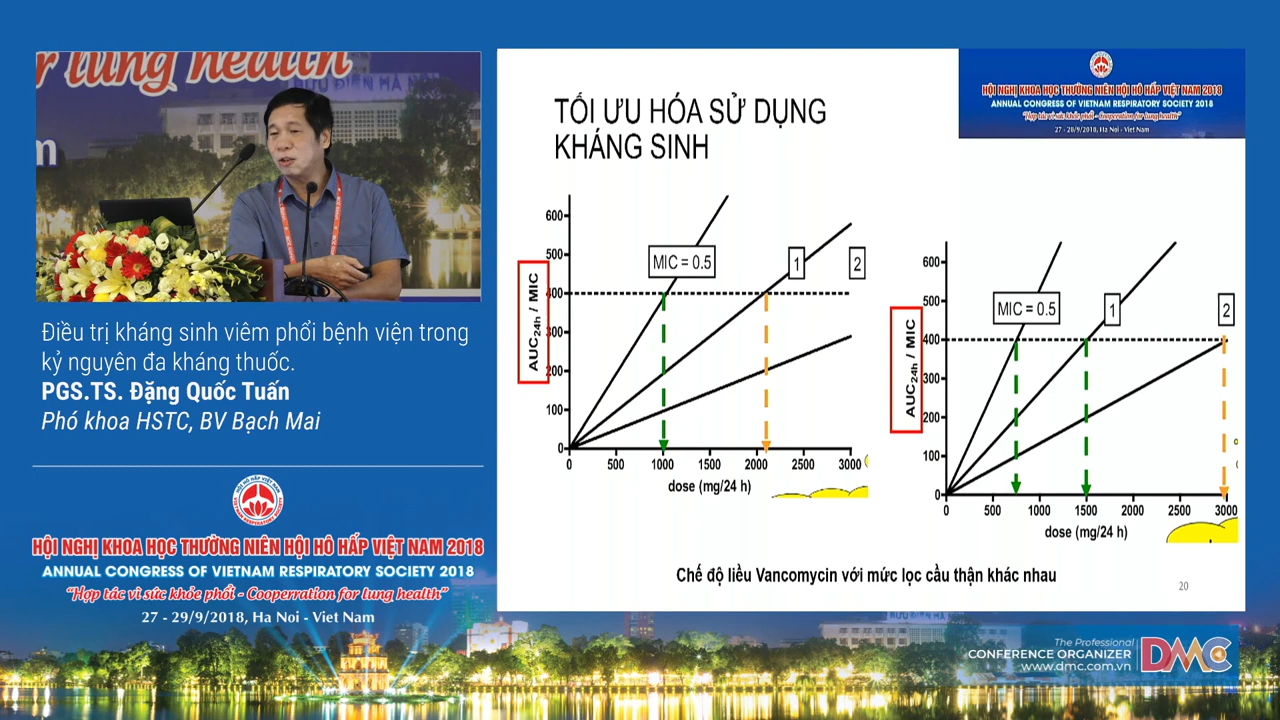 r lung health
BƯU ĐIỆN HÀ NỘI
m
Điều trị kháng sinh viêm phổi bệnh viện trong
kỷ nguyên đa kháng thuốc.
PGS.TS. Đặng Quốc Tuấn
Phó khoa HSTC, BV Bạch Mai
HỘI NGHỊ KHOA HỌC THƯỜNG NIÊN HỘI HÔ HẤP VIỆT NAM 2018
ANNUAL CONGRESS OF VIETNAM RESPIRATORY SOCIETY 2018
"Hợp tác vì sức khỏe phổi - Cooperration for lung health"
27 - 29/9/2018, Ha Noi - Viet Nam
HỘI NGHỊ KHOA HỌC THƯỜNG NIÊN HỘI HÔ HẤP VIỆT NAM 2018
ANNUAL CONGRESS OF VIETNAM RESPIRATORY SOCIETY 2018
"Hợp tác vì sức khỏe phổi - Cooperation for lung health"
27 - 28/9/2018, Ha Noi - Viet Nam
TỐI ƯU HÓA SỬ DỤNG
KHÁNG SINH
600
500
400
300
200
100
0
AUC24h / MIC
MIC = 0.5
1
2
0 500 1000 1500 2000 2500 3000
dose (mg/24 h)
600
500
400
300
200
100
0
AUC24h / MIC
MIC = 0.5
1
2
0 500 1000 1500 2000 2500 3000
dose (mg/24 h)
Chế độ liều Vancomycin với mức lọc cầu thận khác nhau
20
The Professional
CONFERENCE ORGANIZER
www.dmc.com.vn
DMC